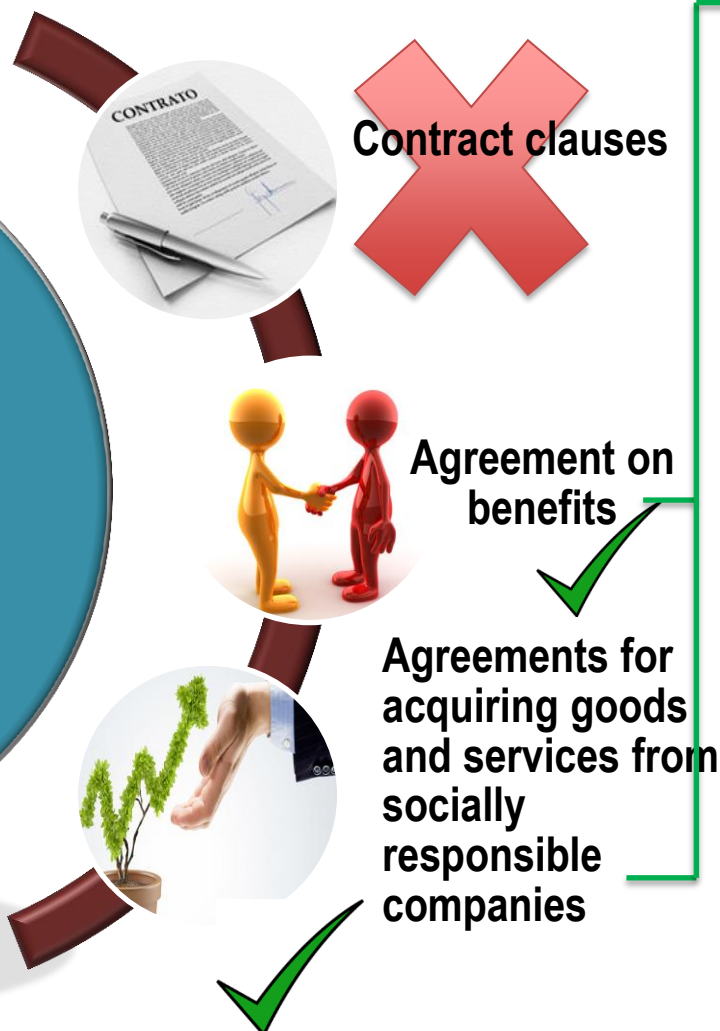 CONTRATO
Contract clauses
Agreement on
benefits
Agreements for
acquiring goods
and services from
socially
responsible
companies